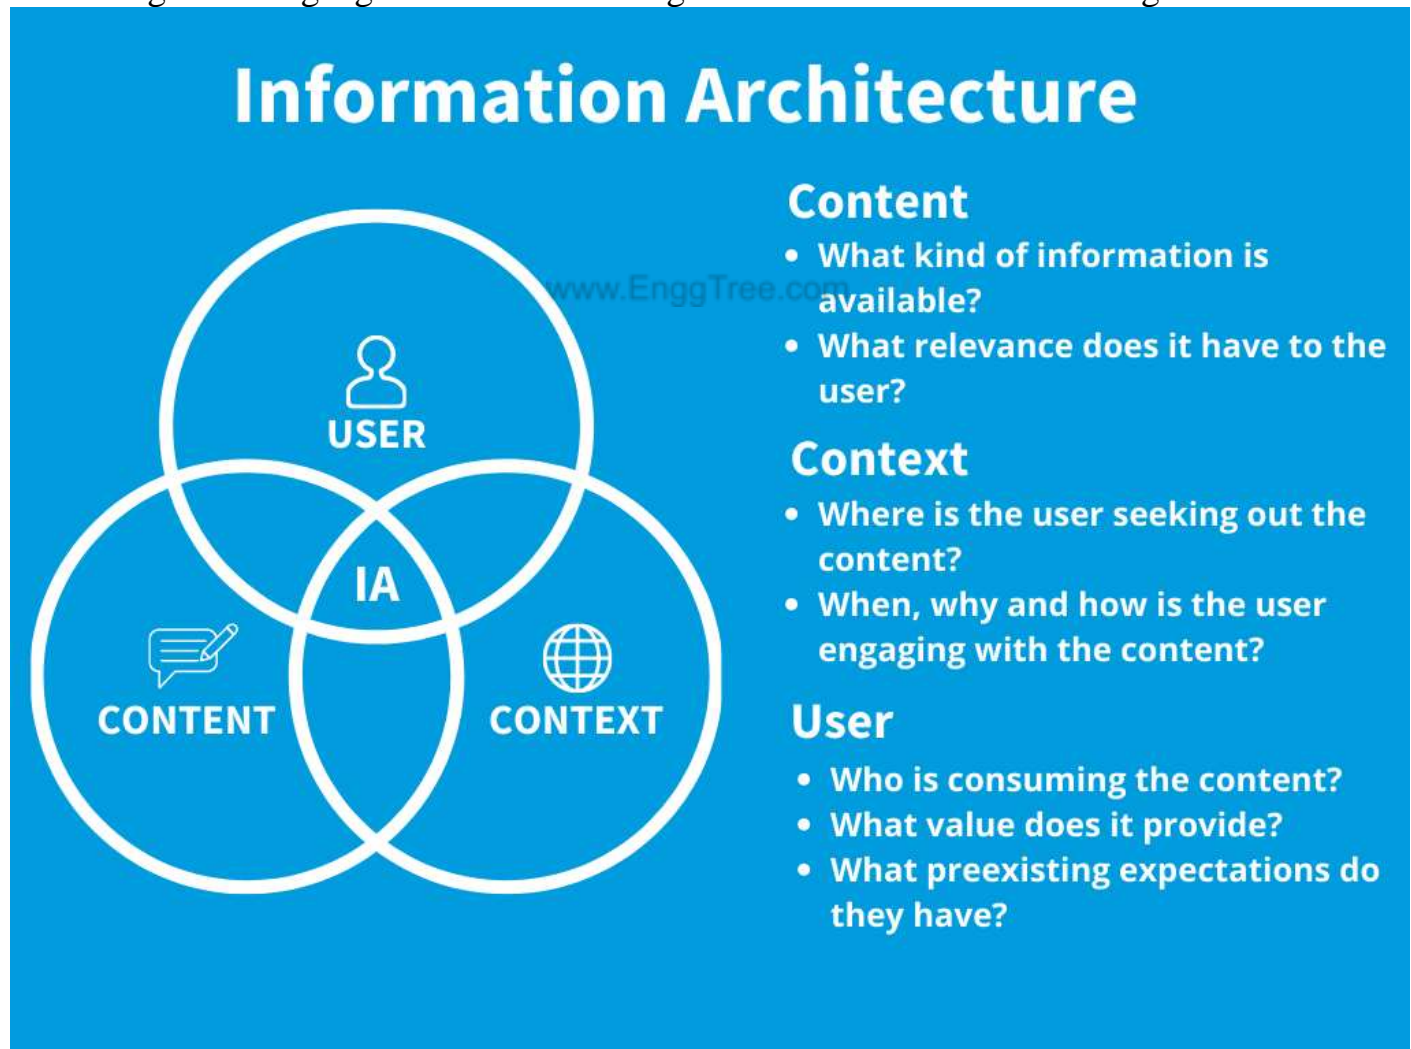 Information Architecture
www.EnggTree.com
USER
IA
CONTENT
CONTEXT
Content
• What kind of information is
available?
• What relevance does it have to the
user?
Context
• Where is the user seeking out the
content?
• When, why and how is the user
engaging with the content?
User
• Who is consuming the content?
• What value does it provide?
• What preexisting expectations do
they have?